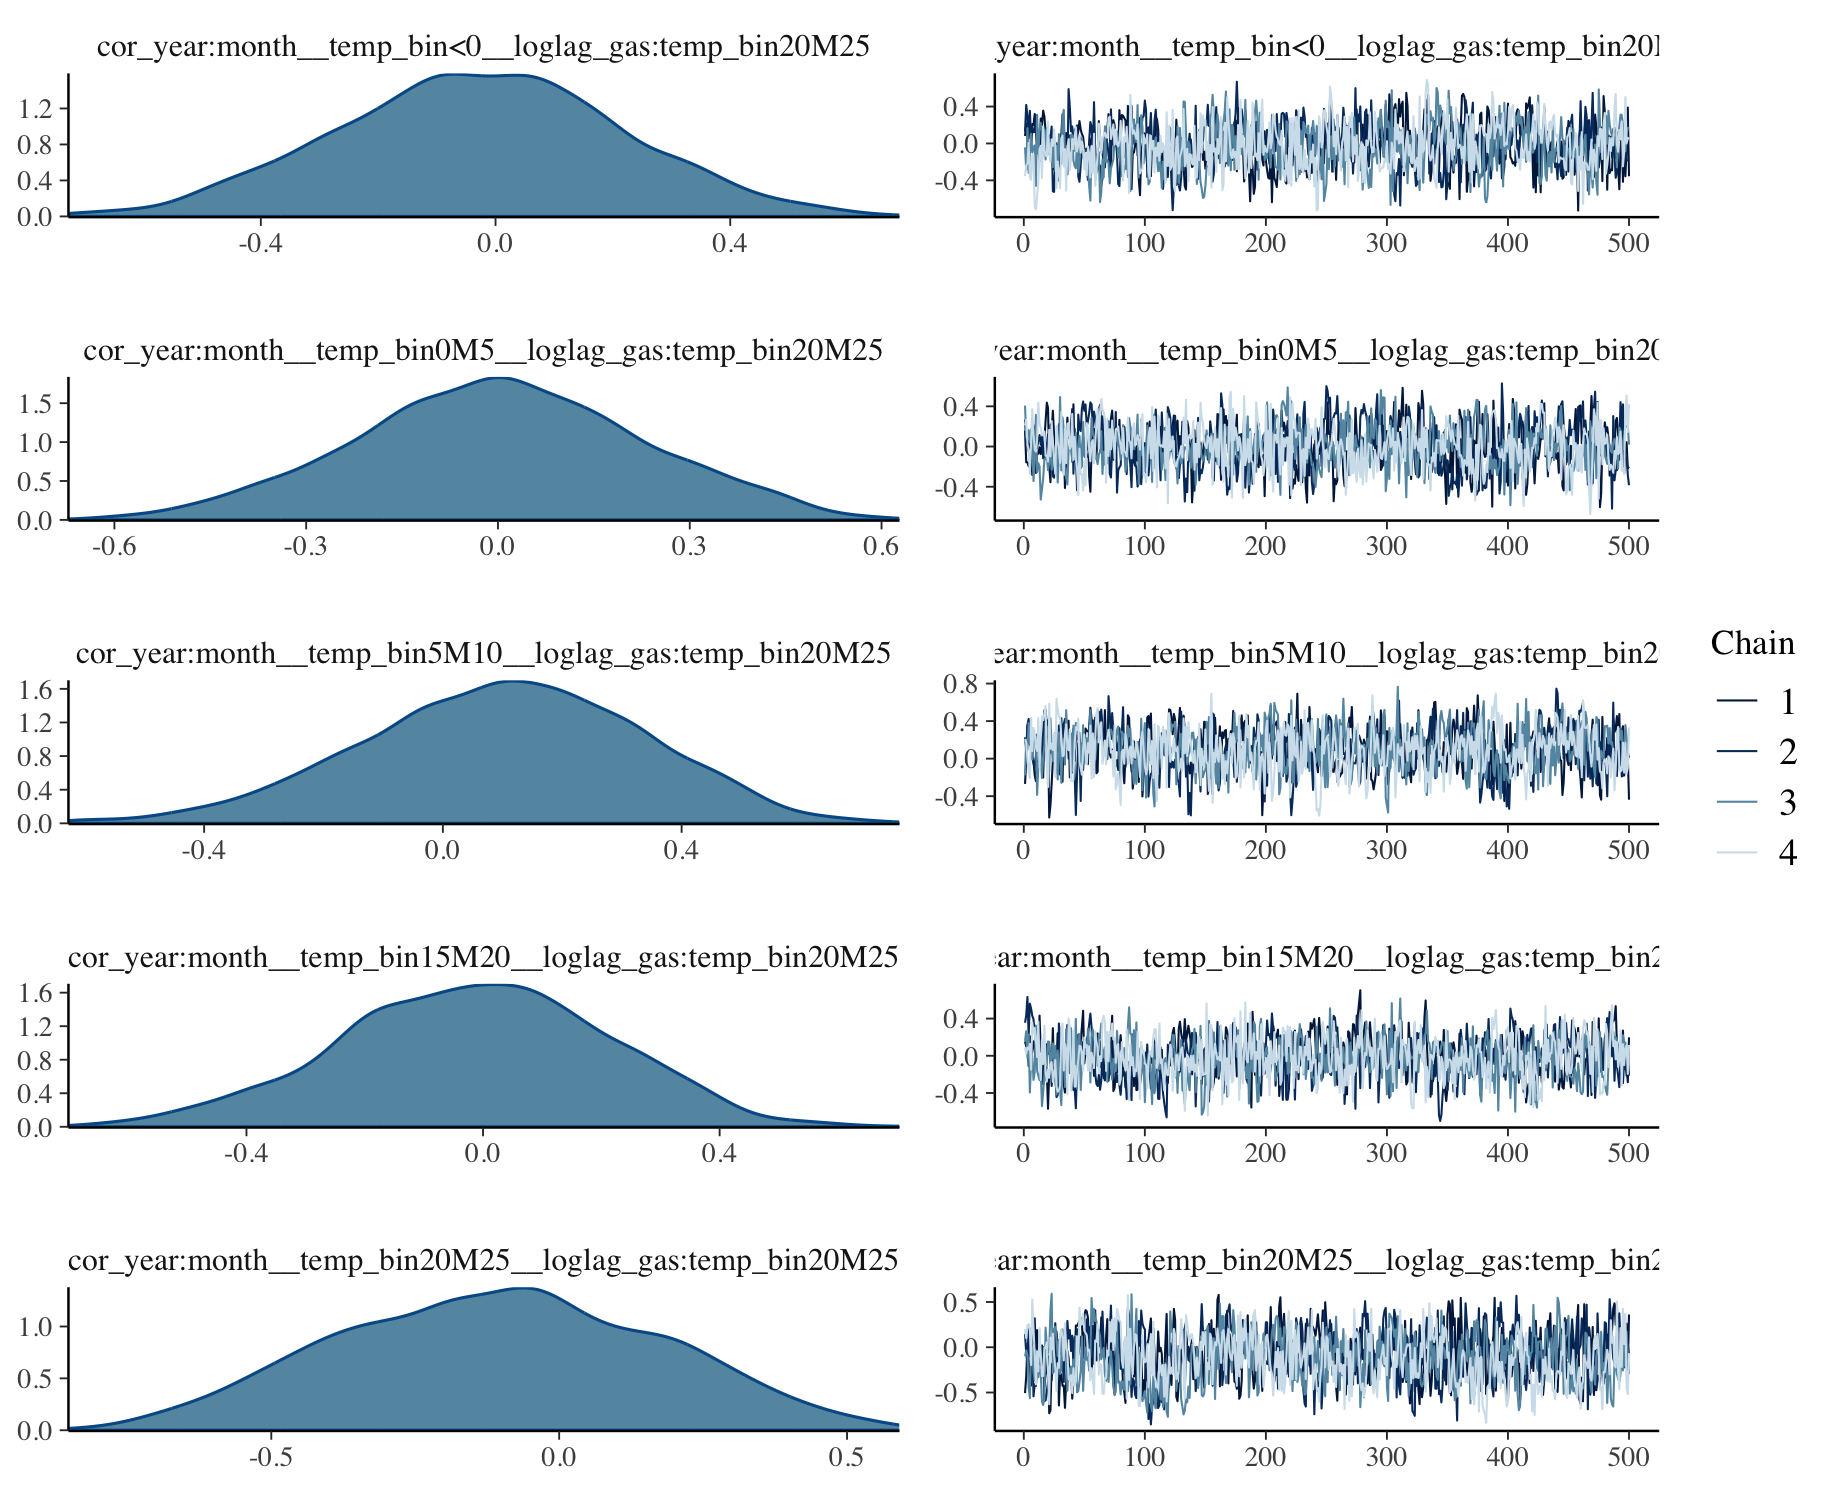 cor_year:month__temp_bin<0__loglag_gas:temp_bin20M25
1.2
0.8
0.4
0.0
-0.4 0.0 0.4
year:month__temp_bin<0__loglag_gas:temp_bin20
0.4
0.0
-0.4
0 100 200 300 400 500
cor_year:month__temp_bin0M5__loglag_gas:temp_bin20M25
1.5
1.0
0.5
0.0
-0.6 -0.3 0.0 0.3 0.6
year:month__temp_bin0M5__loglag_gas:temp_bin20
0.4
0.0
-0.4
0 100 200 300 400 500
cor_year:month__temp_bin5M10__loglag_gas:temp_bin20M25
1.6
1.2
0.8
0.4
0.0
-0.4 0.0 0.4
ear:month__temp_bin5M10__loglag_gas:temp_bin2
0.8
0.4
0.0
-0.4
0 100 200 300 400 500
Chain
1
2
3
4
cor_year:month__temp_bin15M20__loglag_gas:temp_bin20M25
1.6
1.2
0.8
0.4
0.0
-0.4 0.0 0.4
ar:month__temp_bin15M20__loglag_gas:temp_bin2
0.4
0.0
-0.4
0 100 200 300 400 500
cor_year:month__temp_bin20M25__loglag_gas:temp_bin20M25
1.0
0.5
0.0
-0.5 0.0 0.5
ar:month__temp_bin20M25__loglag_gas:temp_bin2
0.5
0.0
-0.5
0 100 200 300 400 500